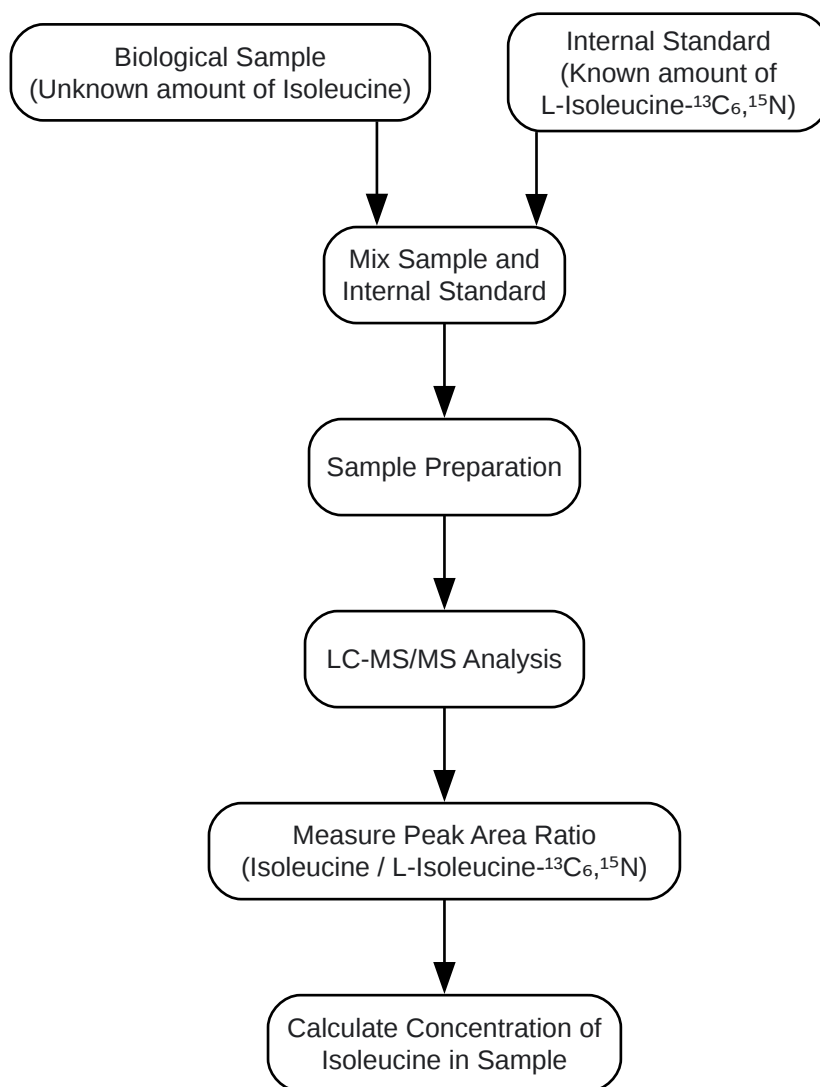 Biological Sample
(Unknown amount of Isoleucine)
Internal Standard
(Known amount of
L-Isoleucine-¹³C₆,¹⁵N)
Mix Sample and
Internal Standard
Sample Preparation
LC-MS/MS Analysis
Measure Peak Area Ratio
(Isoleucine / L-Isoleucine-¹³C₆,¹⁵N)
Calculate Concentration of
Isoleucine in Sample